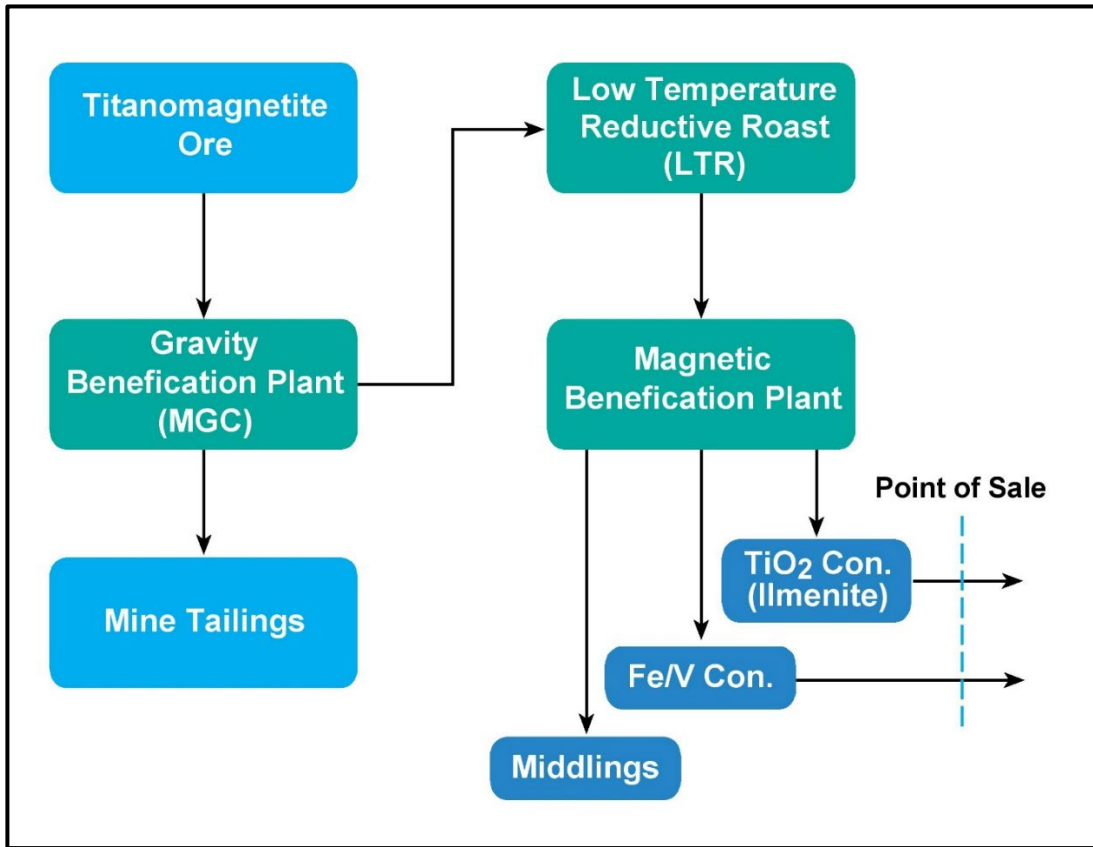 Titanomagnetite
Ore
Gravity
Benefication Plant
(MGC)
Mine Tailings
Low Temperature
Reductive Roast
(LTR)
Magnetic
Benefication Plant
Point of Sale
TiO2 Con.
(Ilmenite)
Fe/V Con.
Middlings